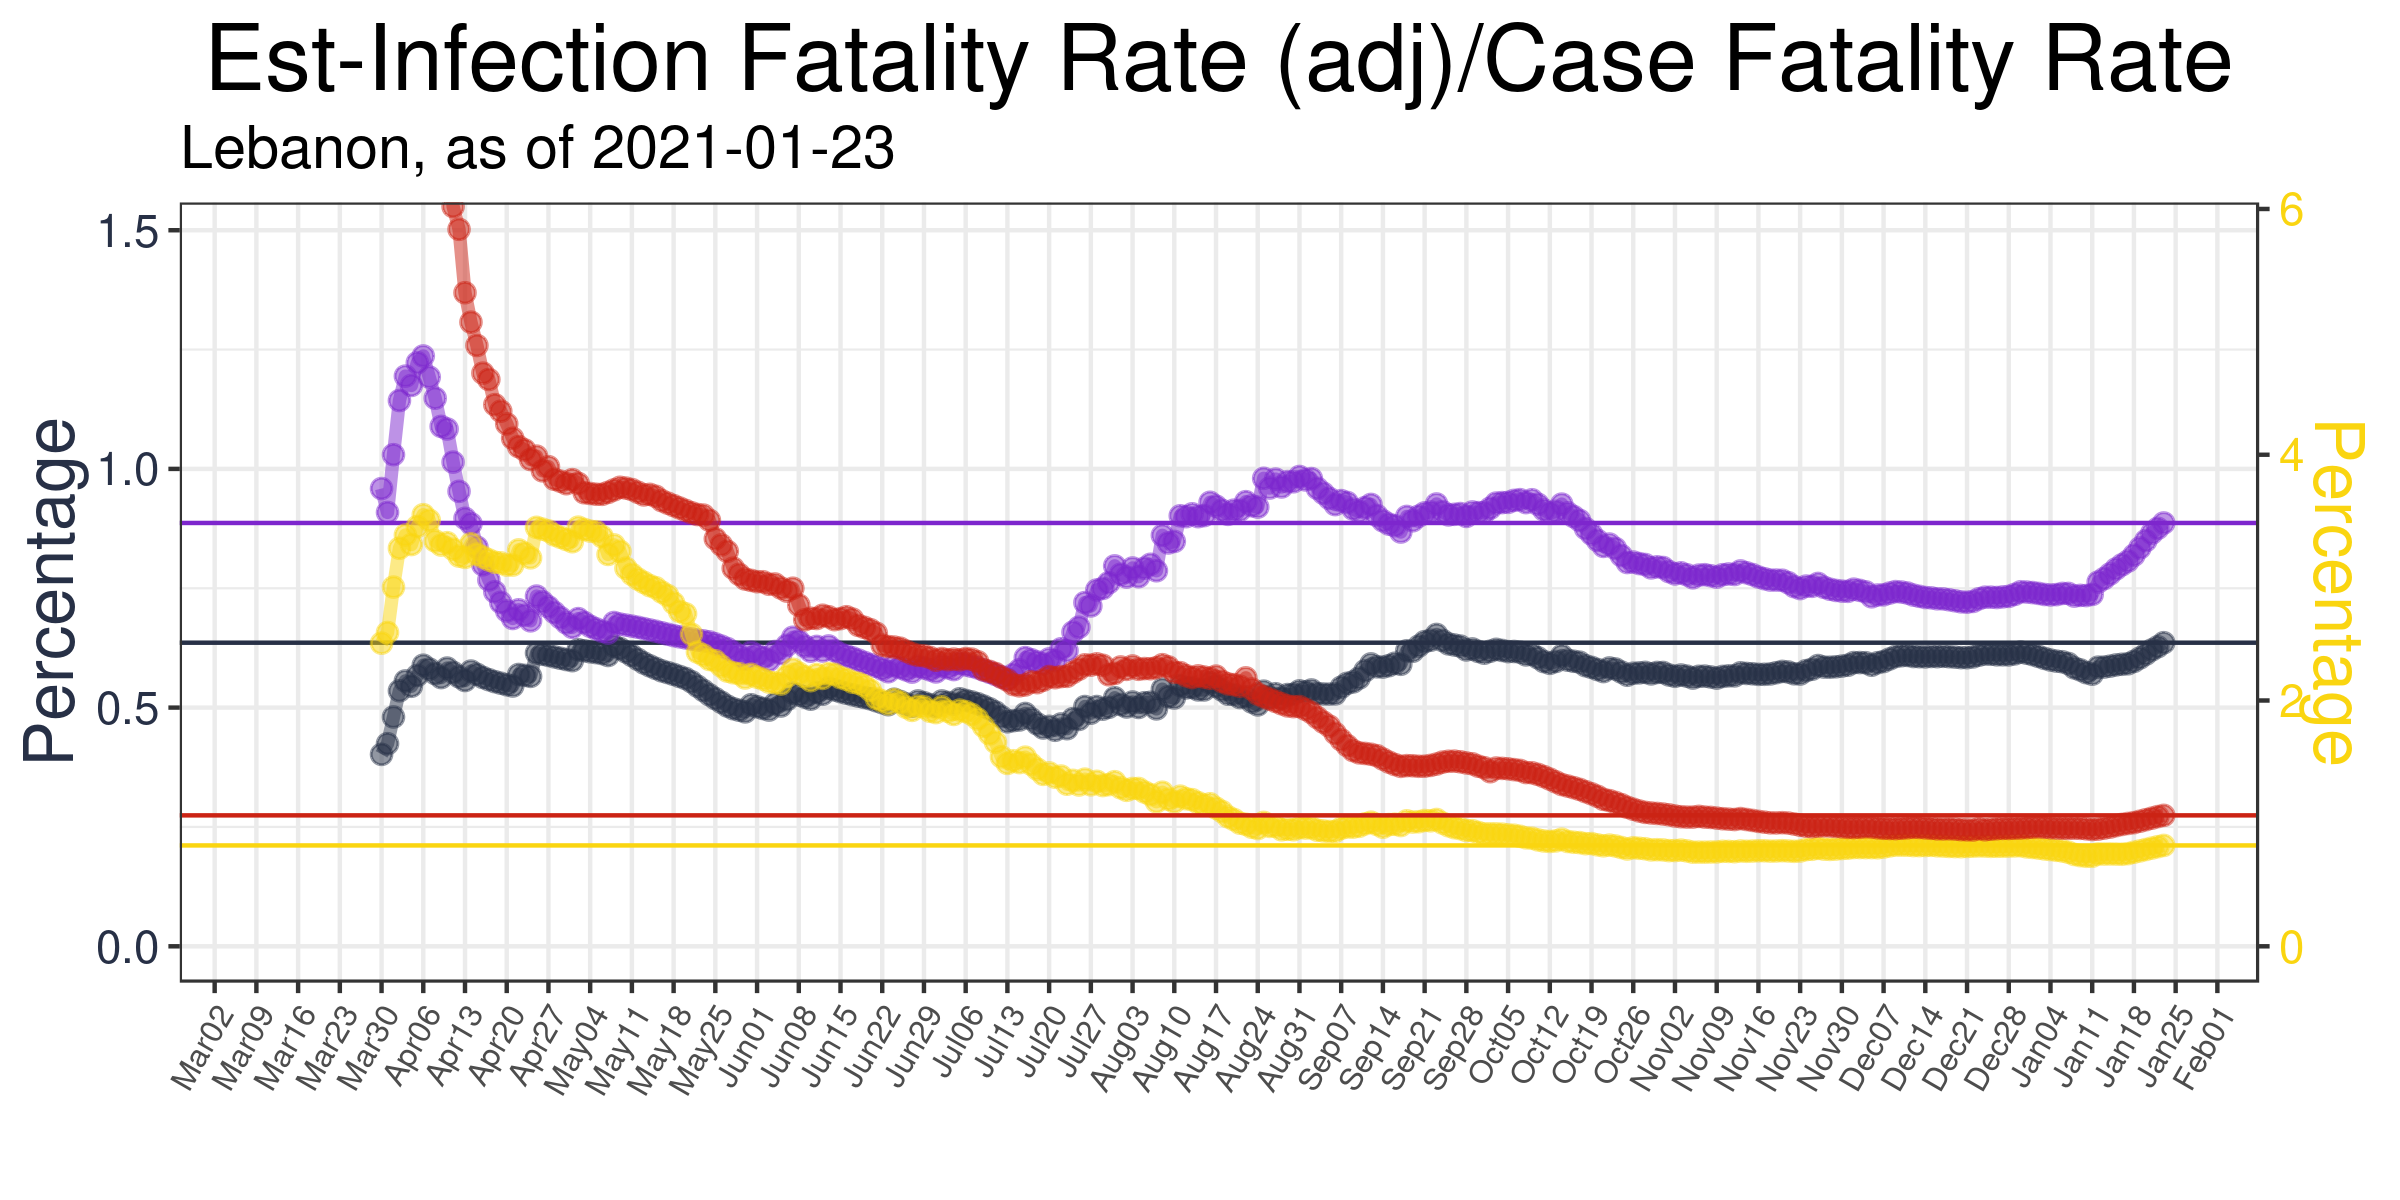 Est-Infection Fatality Rate (adj)/Case Fatality Rate
Lebanon, as of 2021-01-23
Percentage
1.5
1.0
0.5
0.0
6
4
2
0
Percentage
Mar02
Mar09
Mar16
Mar23
Mar30
Apr06
Apr13
Apr20
Apr27
May04
May11
May18
May25
Jun01
Jun08
Jun15
Jun22
Jun29
Jul06
Jul13
Jul20
Jul27
Aug03
Aug10
Aug17
Aug24
Aug31
Sep07
Sep14
Sep21
Sep28
Oct05
Oct12
Oct19
Oct26
Nov02
Nov09
Nov16
Nov23
Nov30
Dec07
Dec14
Dec21
Dec28
Jan04
Jan11
Jan18
Jan25
Feb01